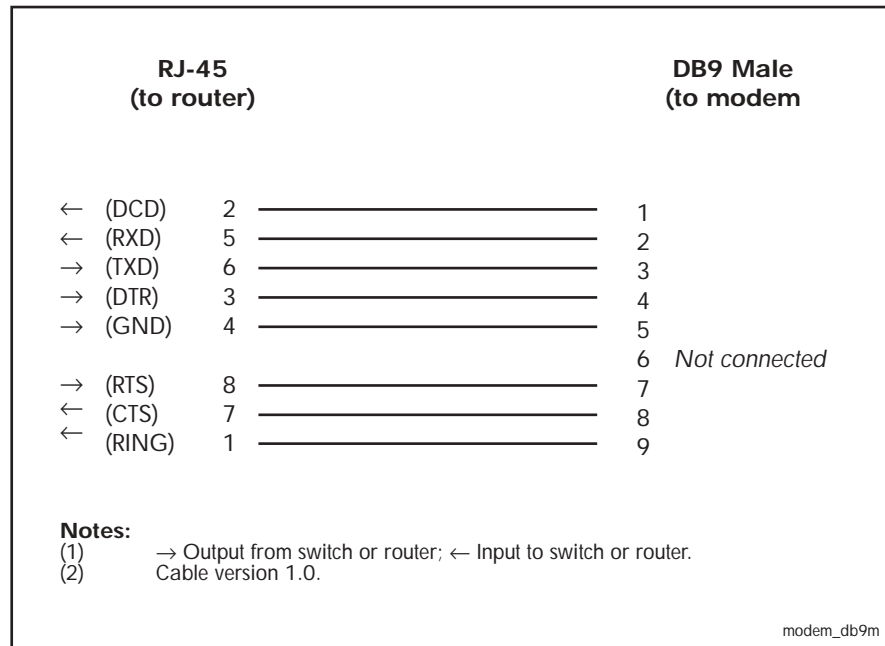 RJ-45
(to router)
DB9 Male
(to modem
← (DCD) 2 1
← (RXD) 5 2
→ (TXD) 6 3
→ (DTR) 3 4
→ (GND) 4 5
6 Not connected
→ (RTS) 8 7
← (CTS) 7 8
← (RING) 1 9
Notes:
(1) → Output from switch or router; ← Input to switch or router.
(2) Cable version 1.0.
modem_db9m